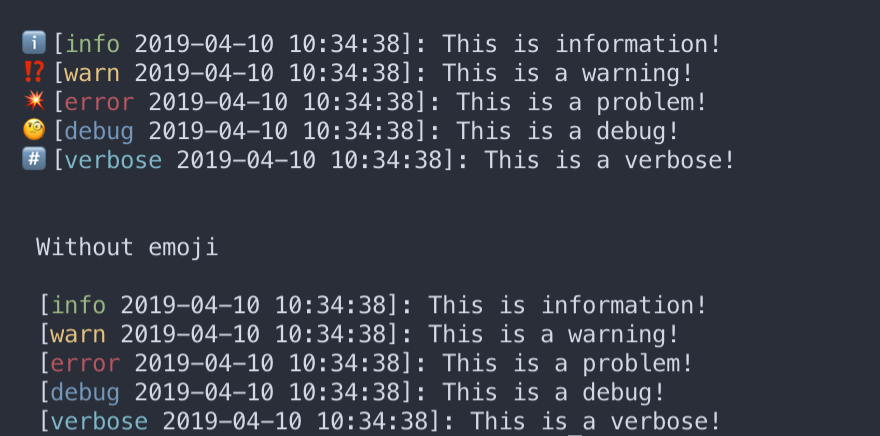 ℹ️ [info 2019-04-10 10:34:38]: This is information!
⁉️ [warn 2019-04-10 10:34:38]: This is a warning!
💥 [error 2019-04-10 10:34:38]: This is a problem!
🧐 [debug 2019-04-10 10:34:38]: This is a debug!
#️⃣ [verbose 2019-04-10 10:34:38]: This is a verbose!
Without emoji
[info 2019-04-10 10:34:38]: This is information!
[warn 2019-04-10 10:34:38]: This is a warning!
[error 2019-04-10 10:34:38]: This is a problem!
[debug 2019-04-10 10:34:38]: This is a debug!
[verbose 2019-04-10 10:34:38]: This is a verbose!